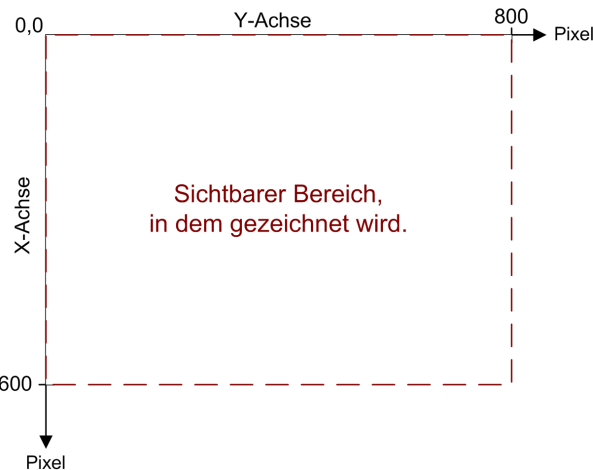 0,0
Y-Achse
800
Pixel
X-Achse
Sichtbarer Bereich,
in dem gezeichnet wird.
600
Pixel